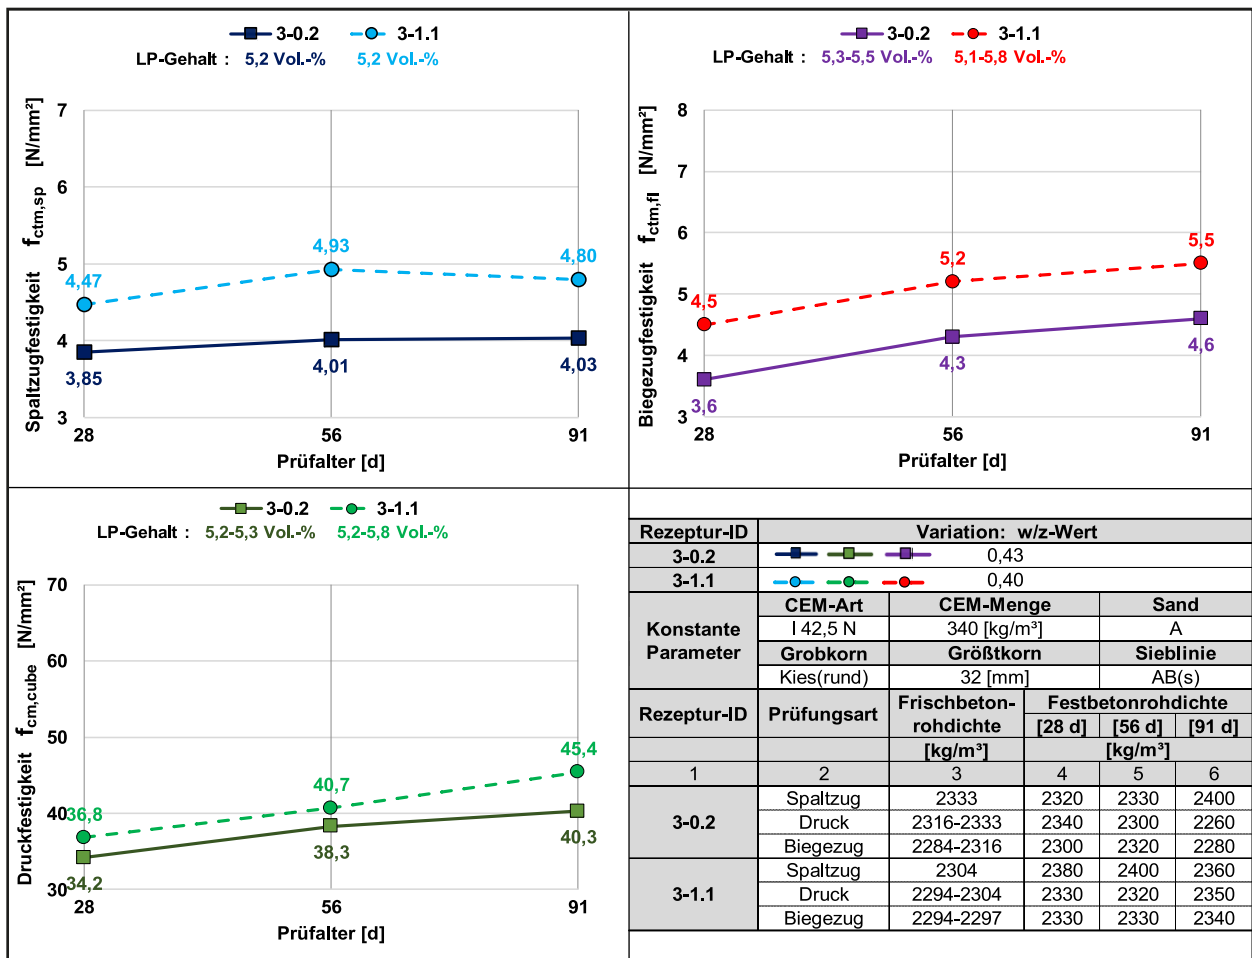 3-0.2 3-1.1
LP-Gehalt : 5,2 Vol.-% 5,2 Vol.-%
Spaltzugfestigkeit f_ctm,sp [N/mm²]
7
6
5
4
3
4,47
4,93
4,80
3,85
4,01
4,03
28 56 91
Prüfalter [d]
3-0.2 3-1.1
LP-Gehalt : 5,3-5,5 Vol.-% 5,1-5,8 Vol.-%
Biegezugfestigkeit f_ctm,fl [N/mm²]
8
7
6
5
4
3
4,5
5,2
5,5
3,6
4,3
4,6
28 56 91
Prüfalter [d]
3-0.2 3-1.1
LP-Gehalt : 5,2-5,3 Vol.-% 5,2-5,8 Vol.-%
Druckfestigkeit f_cm,cube [N/mm²]
70
60
50
40
30
36,8
40,7
45,4
34,2
38,3
40,3
28 56 91
Prüfalter [d]
Rezeptur-ID Variation: w/z-Wert
3-0.2 0,43
3-1.1 0,40
Konstante Parameter CEM-Art CEM-Menge Sand
I 42,5 N 340 [kg/m³] A
Grobkorn Größtkorn Sieblinie
Kies(rund) 32 [mm] AB(s)
Rezeptur-ID Prüfungsart Frischbeton-rohdichte Festbetonrohdichte
[28 d] [56 d] [91 d]
[kg/m³] [kg/m³]
1 2 3 4 5 6
3-0.2 Spaltzug 2333 2320 2330 2400
Druck 2316-2333 2340 2300 2260
Biegezug 2284-2316 2300 2320 2280
3-1.1 Spaltzug 2304 2380 2400 2360
Druck 2294-2304 2330 2320 2350
Biegezug 2294-2297 2330 2330 2340